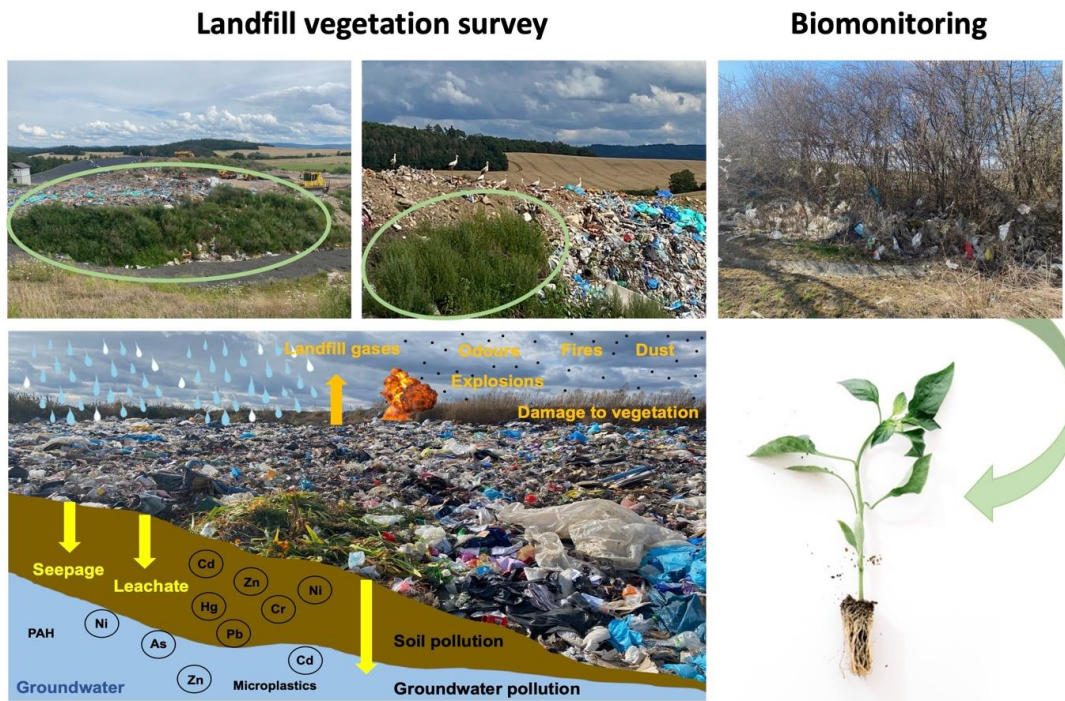 Landfill vegetation survey
Biomonitoring
Landfill gases
Odours
Fires
Dust
Explosions
Damage to vegetation
Seepage
Leachate
Cd
Zn
Ni
Hg
Cr
Pb
Soil pollution
PAH
Ni
As
Cd
Zn
Microplastics
Groundwater
Groundwater pollution